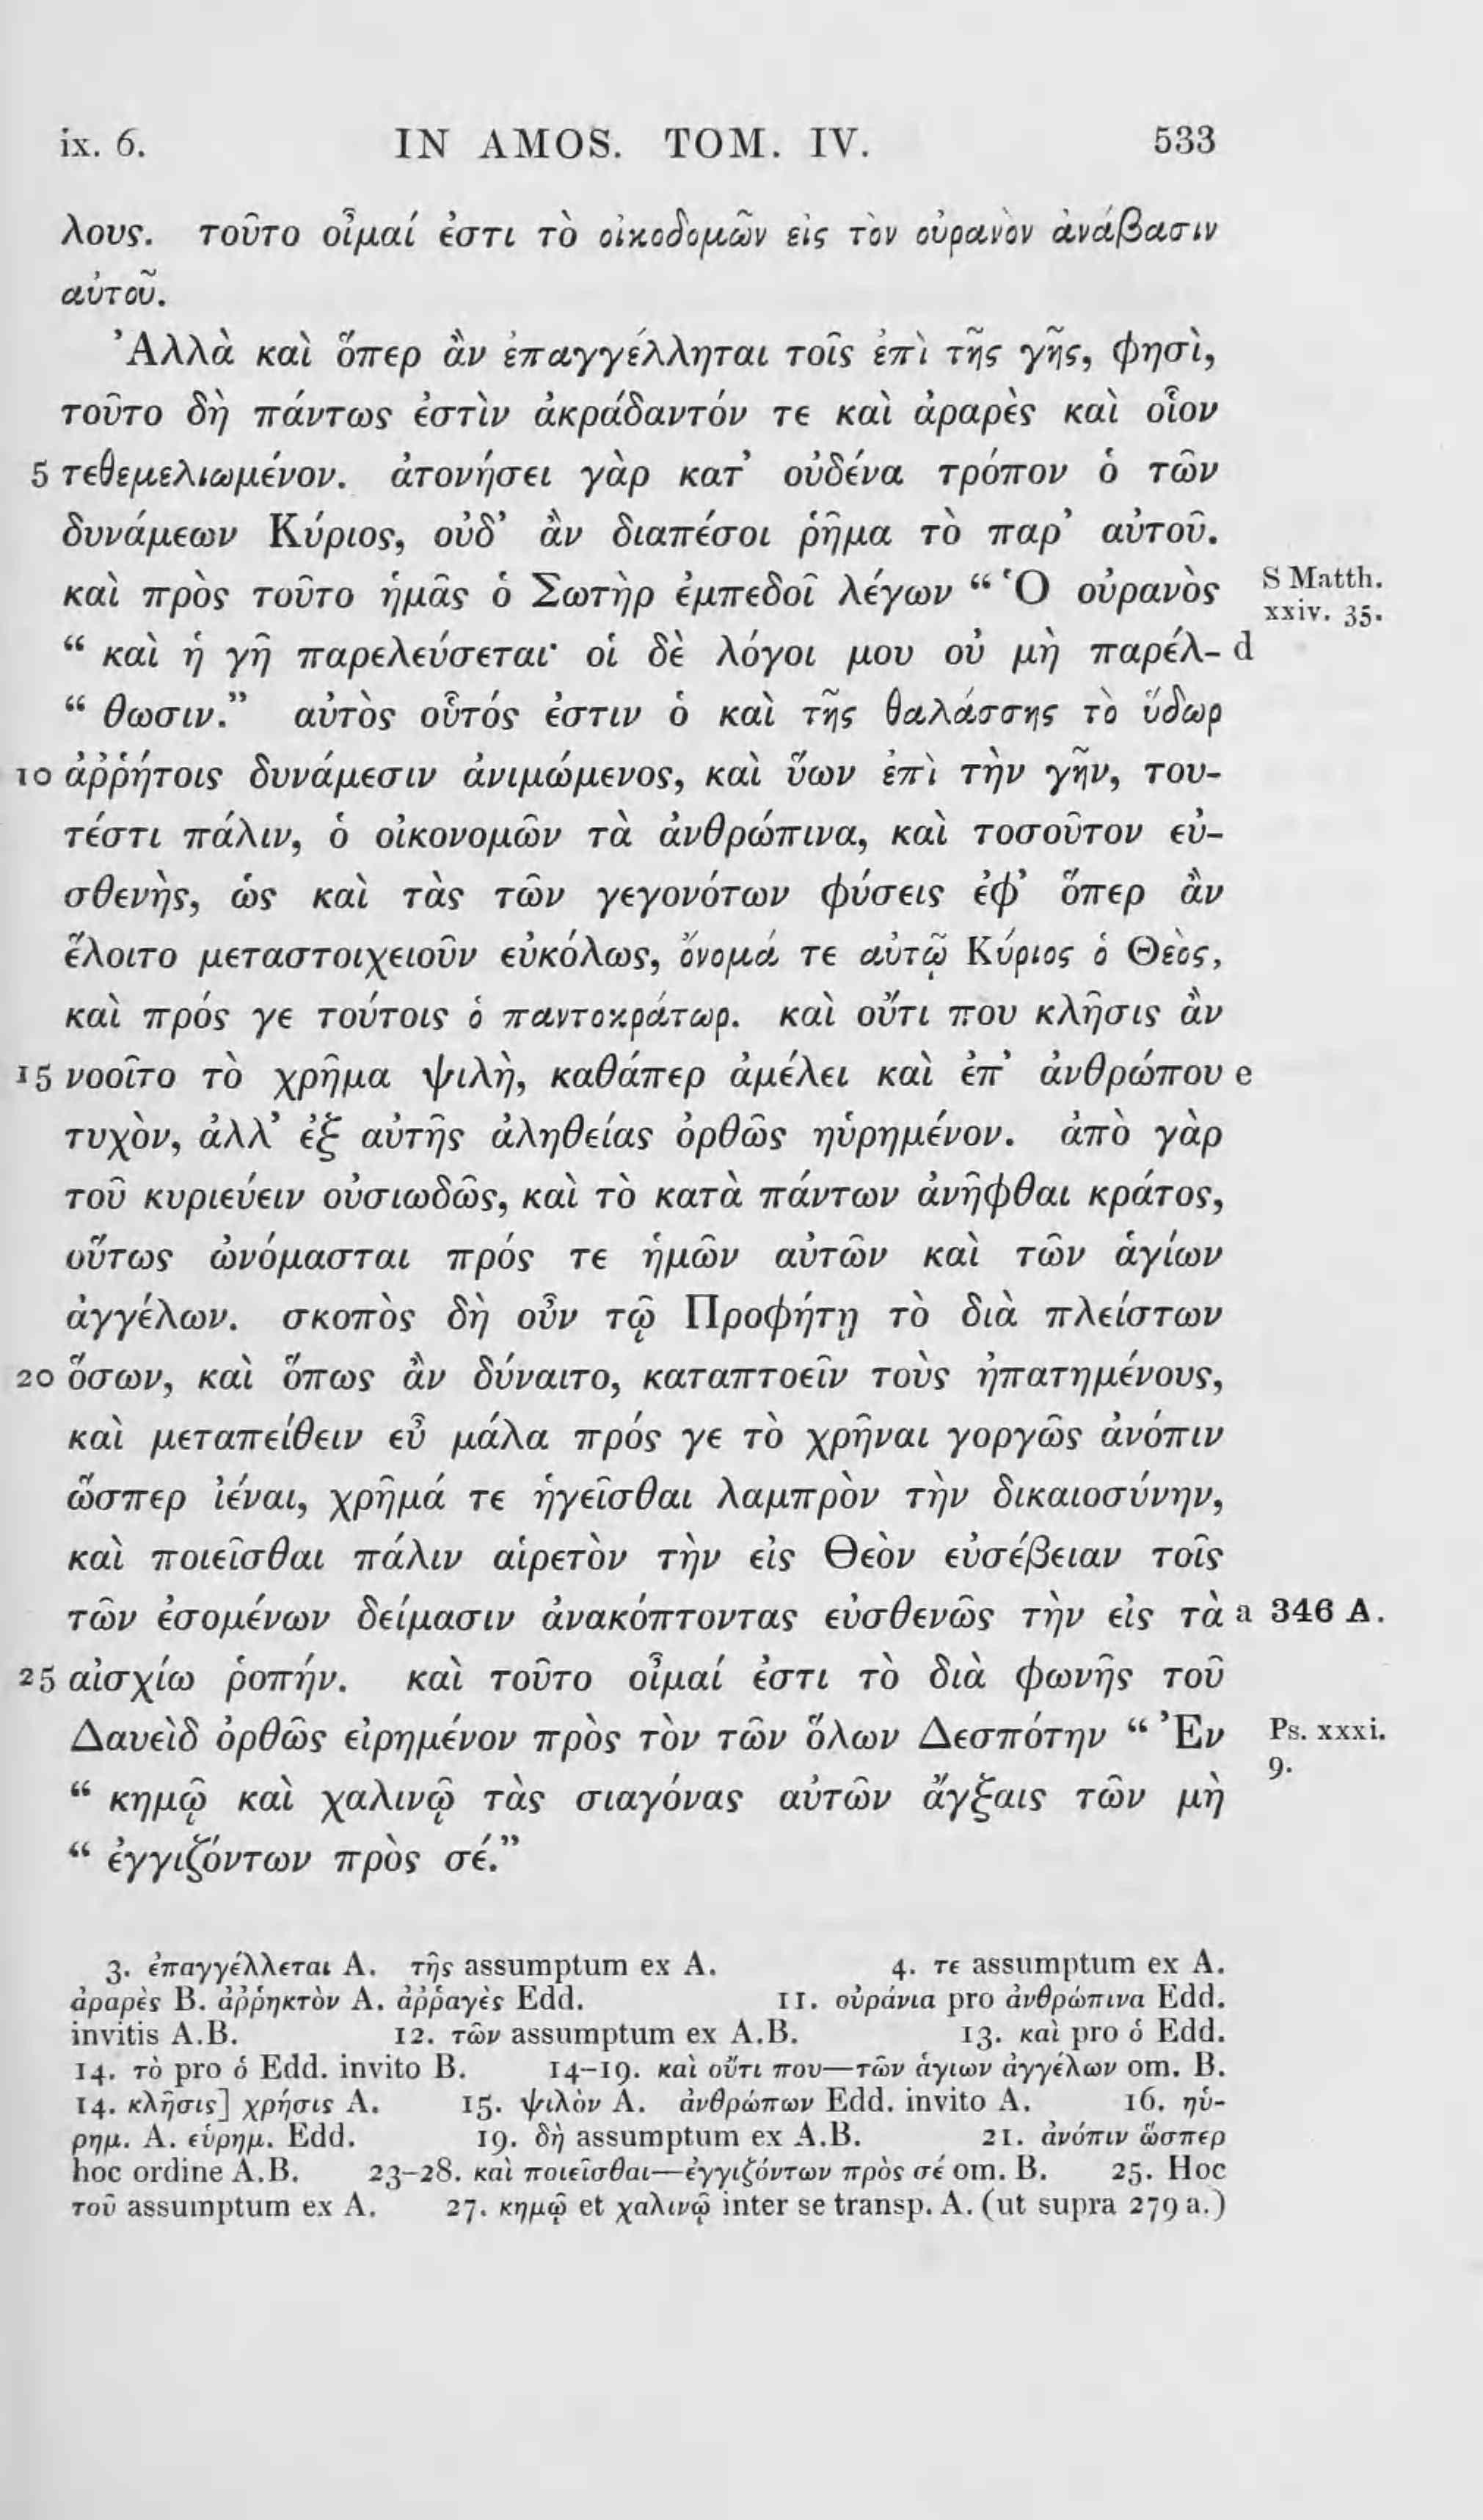 ix. 6. IN AMOS. TOM. IV. 533
λους. τοῦτο οἶμαί ἐστι τὸ οἰκοδομῶν εἰς τὸν οὐρανὸν ἀνάβασιν
αὐτοῦ.
Ἀλλὰ καὶ ὅπερ ἂν ἐπαγγέλληται τοῖς ἐπὶ τῆς γῆς, φησὶ,
τοῦτο δὴ πάντως ἐστὶν ἀκράδαντόν τε καὶ ἀραρὲς καὶ οἷον
5 τεθεμελιωμένον. ἀτονήσει γὰρ κατ’ οὐδένα τρόπον ὁ τῶν
δυνάμεων Κύριος, οὐδ’ ἂν διαπέσοι ῥῆμα τὸ παρ’ αὐτοῦ.
καὶ πρὸς τοῦτο ἡμᾶς ὁ Σωτὴρ ἐμπεδοῖ λέγων “ Ὁ οὐρανὸς S Matth.
xxiv. 35.
“ καὶ ἡ γῆ παρελεύσεται· οἱ δὲ λόγοι μου οὐ μὴ παρέλ- d
“ θωσιν.” αὐτὸς οὗτός ἐστιν ὁ καὶ τῆς θαλάσσης τὸ ὕδωρ
10 ἀῤῥήτοις δυνάμεσιν ἀνιμώμενος, καὶ ὕων ἐπὶ τὴν γῆν, του-
τέστι πάλιν, ὁ οἰκονομῶν τὰ ἀνθρώπινα, καὶ τοσοῦτον εὐ-
σθενὴς, ὡς καὶ τὰς τῶν γεγονότων φύσεις ἐφ’ ὅπερ ἂν
ἕλοιτο μεταστοιχειοῦν εὐκόλως, ὄνομά τε αὐτῷ Κύριος ὁ Θεὸς,
καὶ πρός γε τούτοις ὁ παντοκράτωρ. καὶ οὔτι που κλῆσις ἂν
15 νοοῖτο τὸ χρῆμα ψιλὴ, καθάπερ ἀμέλει καὶ ἐπ’ ἀνθρώπου e
τυχὸν, ἀλλ’ ἐξ αὐτῆς ἀληθείας ὀρθῶς ηὑρημένον. ἀπὸ γὰρ
τοῦ κυριεύειν οὐσιωδῶς, καὶ τὸ κατὰ πάντων ἀνῆφθαι κράτος,
οὕτως ὠνόμασται πρός τε ἡμῶν αὐτῶν καὶ τῶν ἁγίων
ἀγγέλων. σκοπὸς δὴ οὖν τῷ Προφήτῃ τὸ διὰ πλείστων
20 ὅσων, καὶ ὅπως ἂν δύναιτο, καταπτοεῖν τοὺς ἠπατημένους,
καὶ μεταπείθειν εὖ μάλα πρός γε τὸ χρῆναι γοργῶς ἀνόπιν
ὥσπερ ἰέναι, χρῆμά τε ἡγεῖσθαι λαμπρὸν τὴν δικαιοσύνην,
καὶ ποιεῖσθαι πάλιν αἱρετὸν τὴν εἰς Θεὸν εὐσέβειαν τοῖς
τῶν ἐσομένων δείμασιν ἀνακόπτοντας εὐσθενῶς τὴν εἰς τὰ a 346 A.
25 αἰσχίω ῥοπήν. καὶ τοῦτο οἶμαί ἐστι τὸ διὰ φωνῆς τοῦ
Δαυεὶδ ὀρθῶς εἰρημένον πρὸς τὸν τῶν ὅλων Δεσπότην “ Ἐν Ps. xxxi.
9.
“ κημῷ καὶ χαλινῷ τὰς σιαγόνας αὐτῶν ἄγξαις τῶν μὴ
“ ἐγγιζόντων πρὸς σέ.”
3. ἐπαγγέλλεται A. τῆς assumptum ex A. 4. τε assumptum ex A.
ἀραρὲς B. ἀῤῥηκτὸν A. ἀῤῥαγὲς Edd. 11. οὐράνια pro ἀνθρώπινα Edd.
invitis A.B. 12. τῶν assumptum ex A.B. 13. καὶ pro ὁ Edd.
14. τὸ pro ὁ Edd. invito B. 14–19. καὶ οὔτι που—τῶν ἁγιων ἀγγέλων om. B.
14. κλῆσις] χρήσις A. 15. ψιλὸν A. ἀνθρώπων Edd. invito A. 16. ηὑ-
ρημ. A. εὑρημ. Edd. 19. δὴ assumptum ex A.B. 21. ἀνόπιν ὥσπερ
hoc ordine A.B. 23–28. καὶ ποιεῖσθαι—ἐγγιζόντων πρὸς σέ om. B. 25. Hoc
τοῦ assumptum ex A. 27. κημῷ et χαλινῷ inter se transp. A. (ut supra 279 a.)